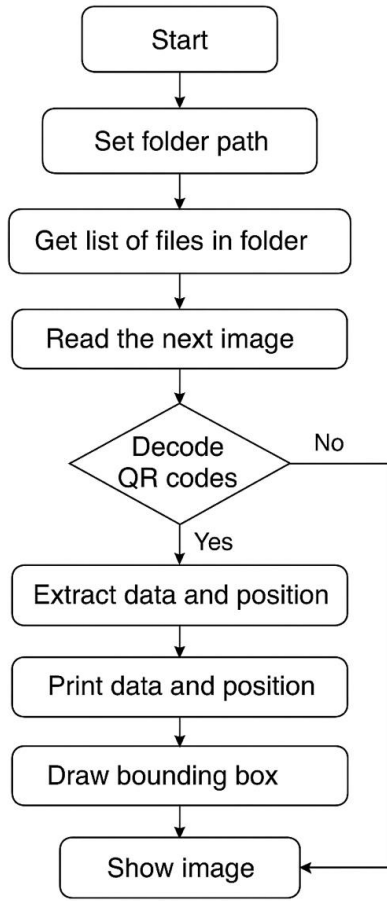 Start
Set folder path
Get list of files in folder
Read the next image
Decode
QR codes
No
Yes
Extract data and position
Print data and position
Draw bounding box
Show image